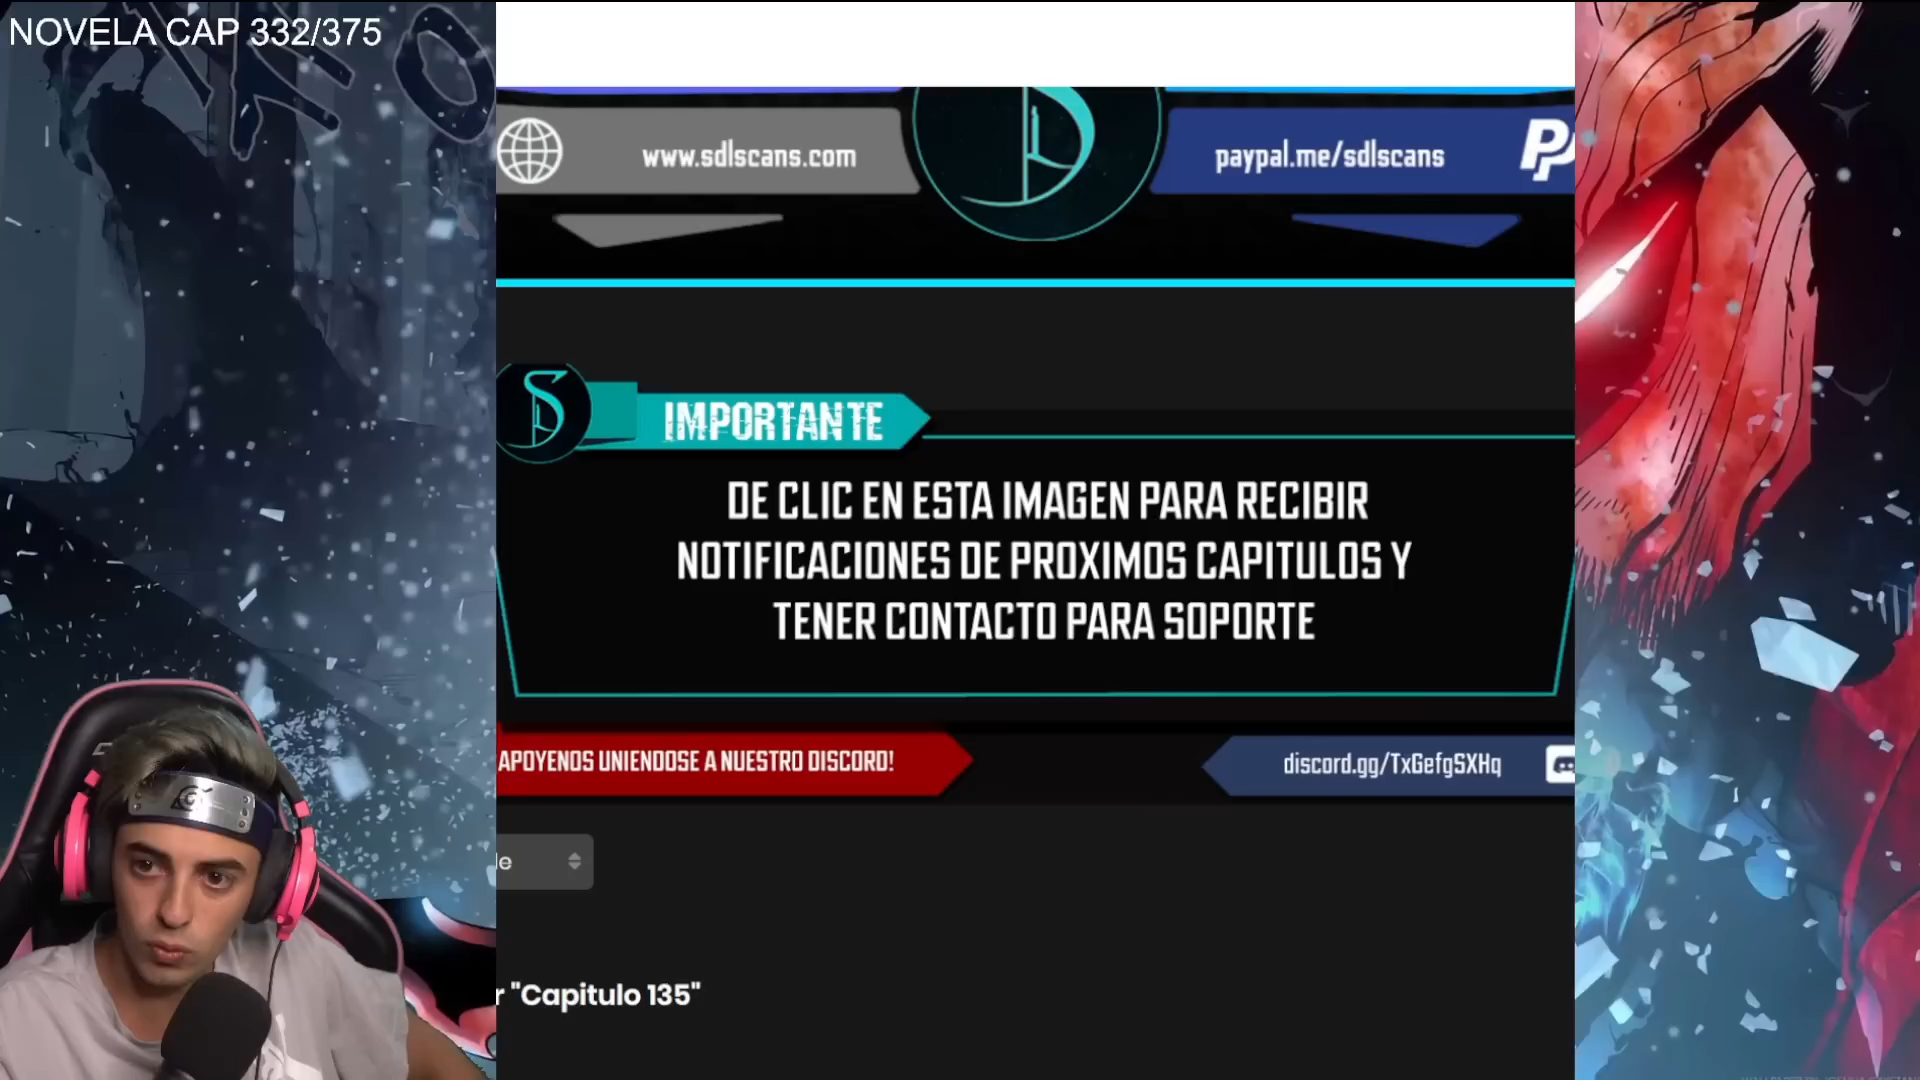 NOVELA CAP 332/375
www.sdlscans.com
paypal.me/sdlscans
IMPORTANTE
DE CLIC EN ESTA IMAGEN PARA RECIBIR
NOTIFICACIONES DE PROXIMOS CAPITULOS Y
TENER CONTACTO PARA SOPORTE
APOYENOS UNIENDOSE A NUESTRO DISCORD!
discord.gg/TxGefgSXHq
le
r "Capitulo 135"